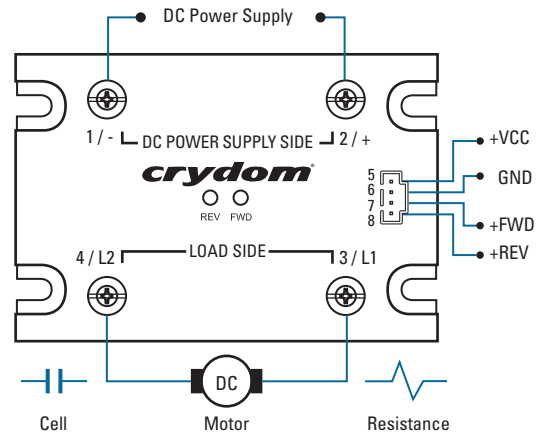 DC Power Supply
1 / -
DC POWER SUPPLY SIDE
2 / +
crydom
REV
FWD
5
6
7
8
+VCC
GND
+FWD
+REV
4 / L2
LOAD SIDE
3 / L1
DC
Cell
Motor
Resistance